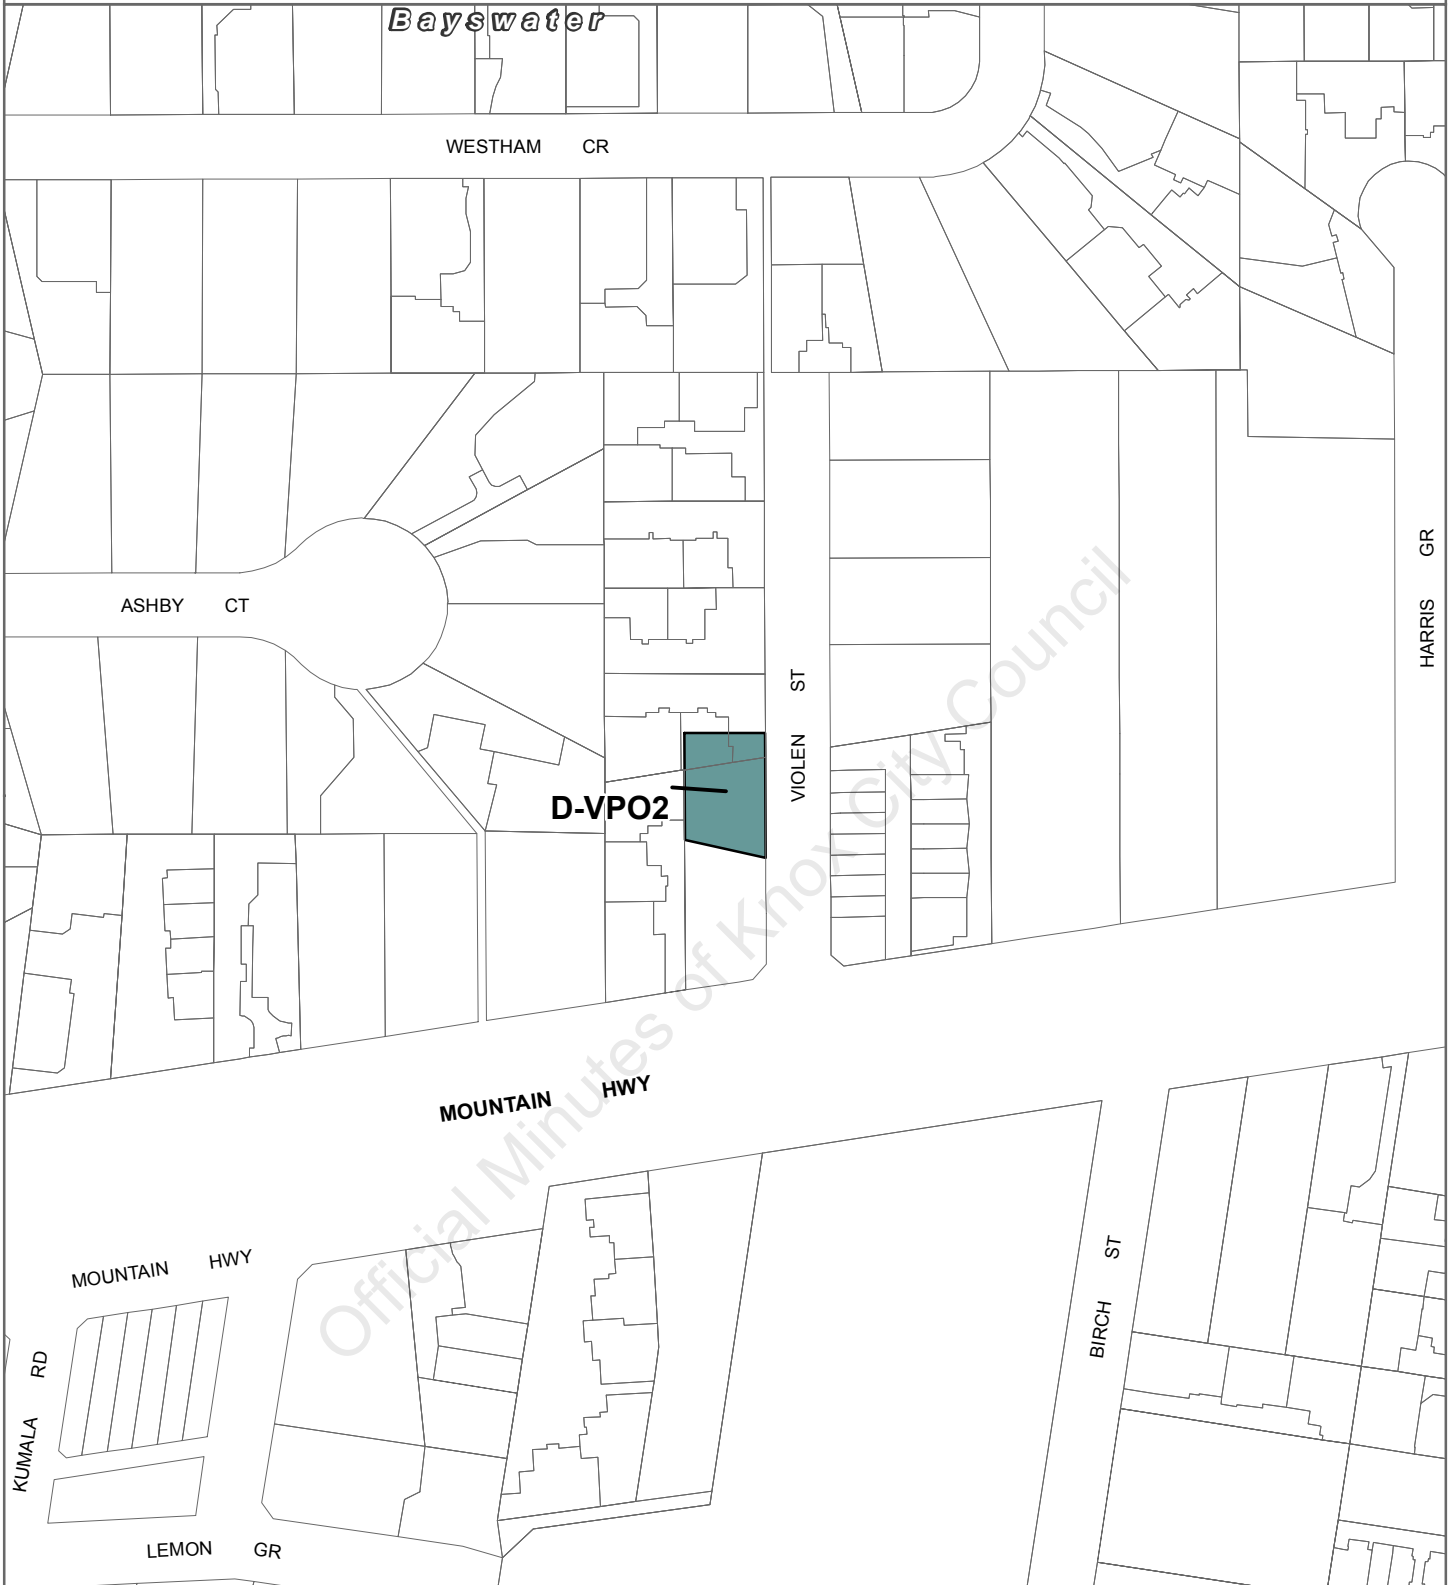 Bayswater
WESTHAM CR
ASHBY CT
HARRIS GR
VIOLEN ST
D-VPO2
MOUNTAIN HWY
MOUNTAIN HWY
BIRCH ST
KUMALA RD
LEMON GR
Official Minutes of Knox City Council